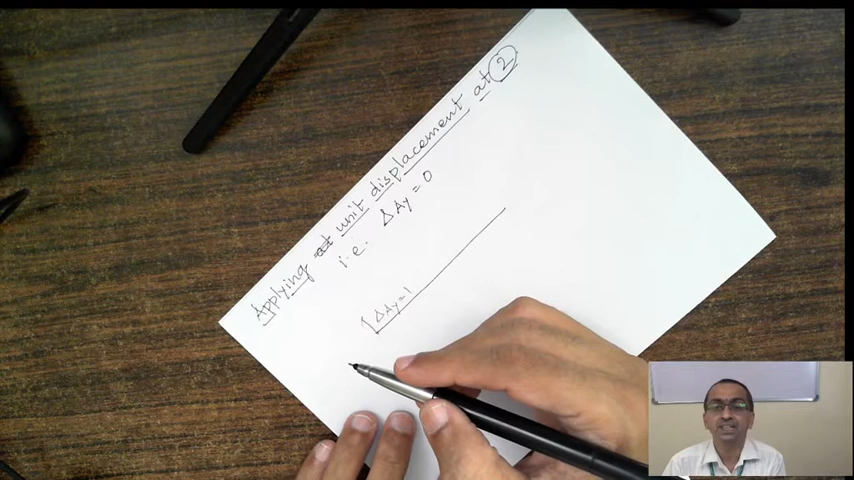 Applying at unit displacement at 2
i.e. ΔAy = 0
ΔAy=1